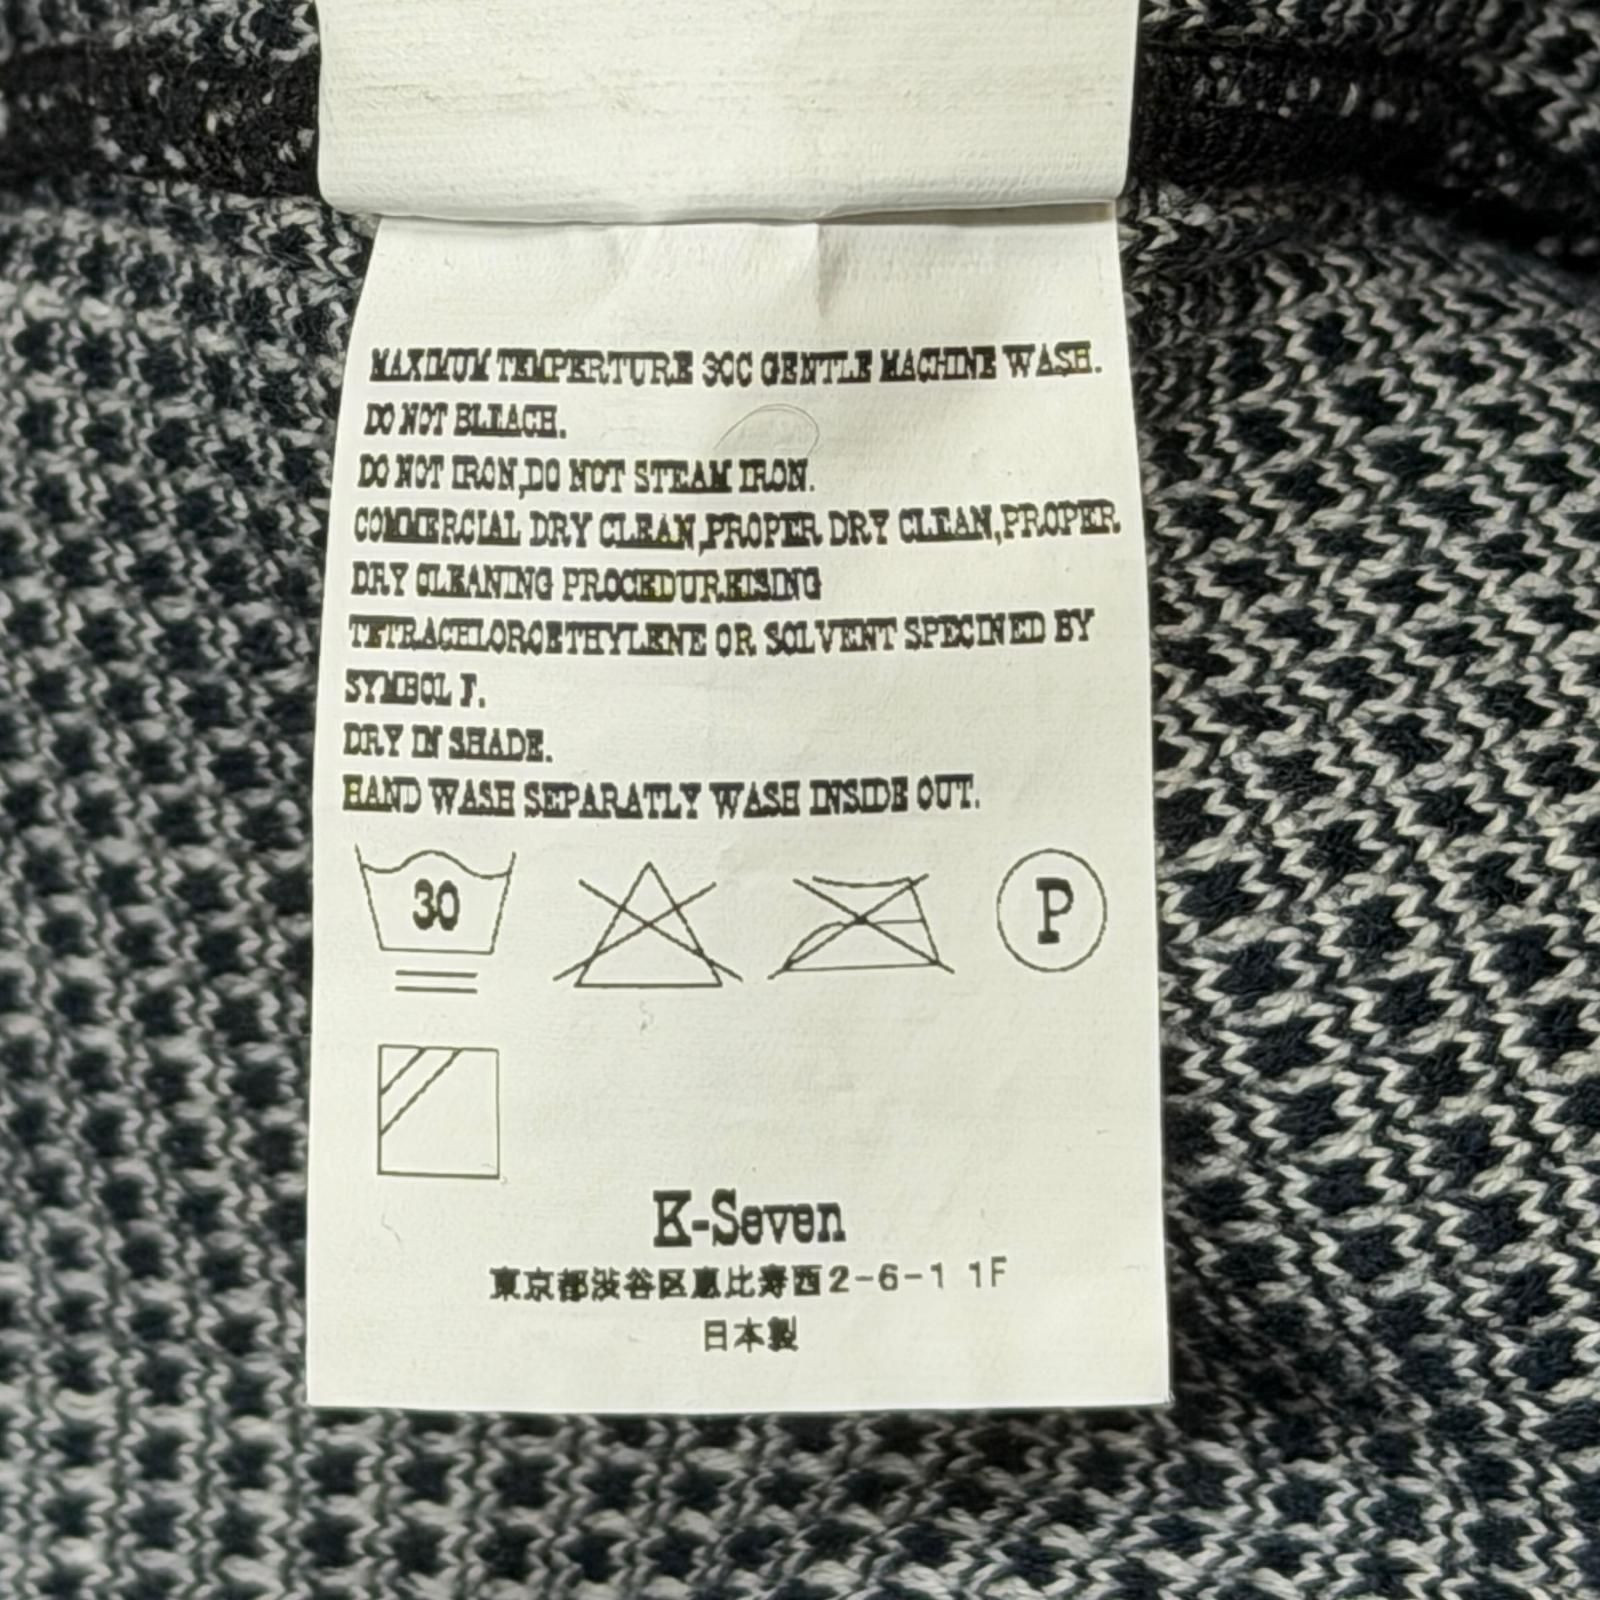 MAXIMUM TEMPERTURE 30C GENTLE MACHINE WASH.
DO NOT BLEACH.
DO NOT IRON,DO NOT STEAM IRON.
COMMERCIAL DRY CLEAN,PROPER DRY CLEAN,PROPER
DRY CLEANING PROCEDUREISING
TETRACHLOROETHYLENE OR SOLVENT SPECINED BY
SYMBOL F.
DRY IN SHADE.
HAND WASH SEPARATLY WASH INSIDE OUT.
30
P
K-Seven
東京都渋谷区恵比寿西2-6-1 1F
日本製